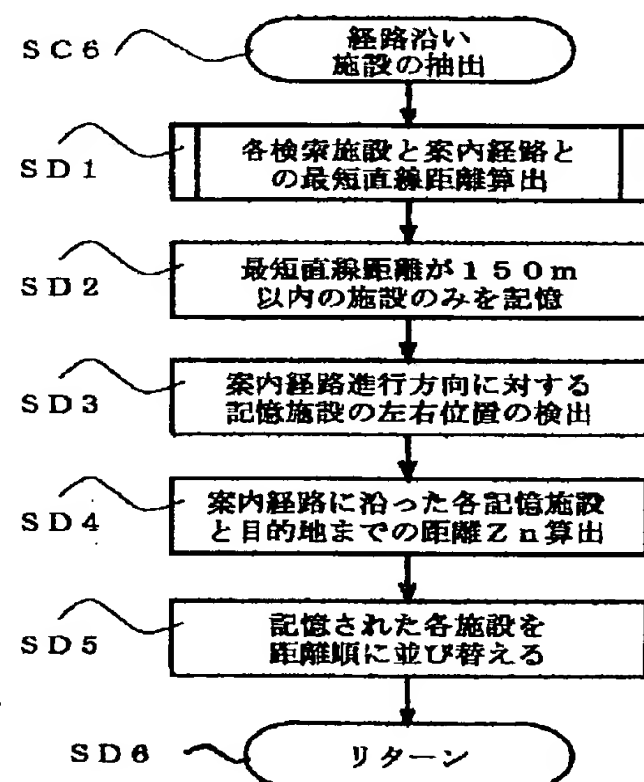 SC6
経路沿い
施設の抽出
SD1
各検索施設と案内経路と
の最短直線距離算出
SD2
最短直線距離が150m
以内の施設のみを記憶
SD3
案内経路進行方向に対する
記憶施設の左右位置の検出
SD4
案内経路に沿った各記憶施設
と目的地までの距離Zn算出
SD5
記憶された各施設を
距離順に並び替える
SD6
リターン